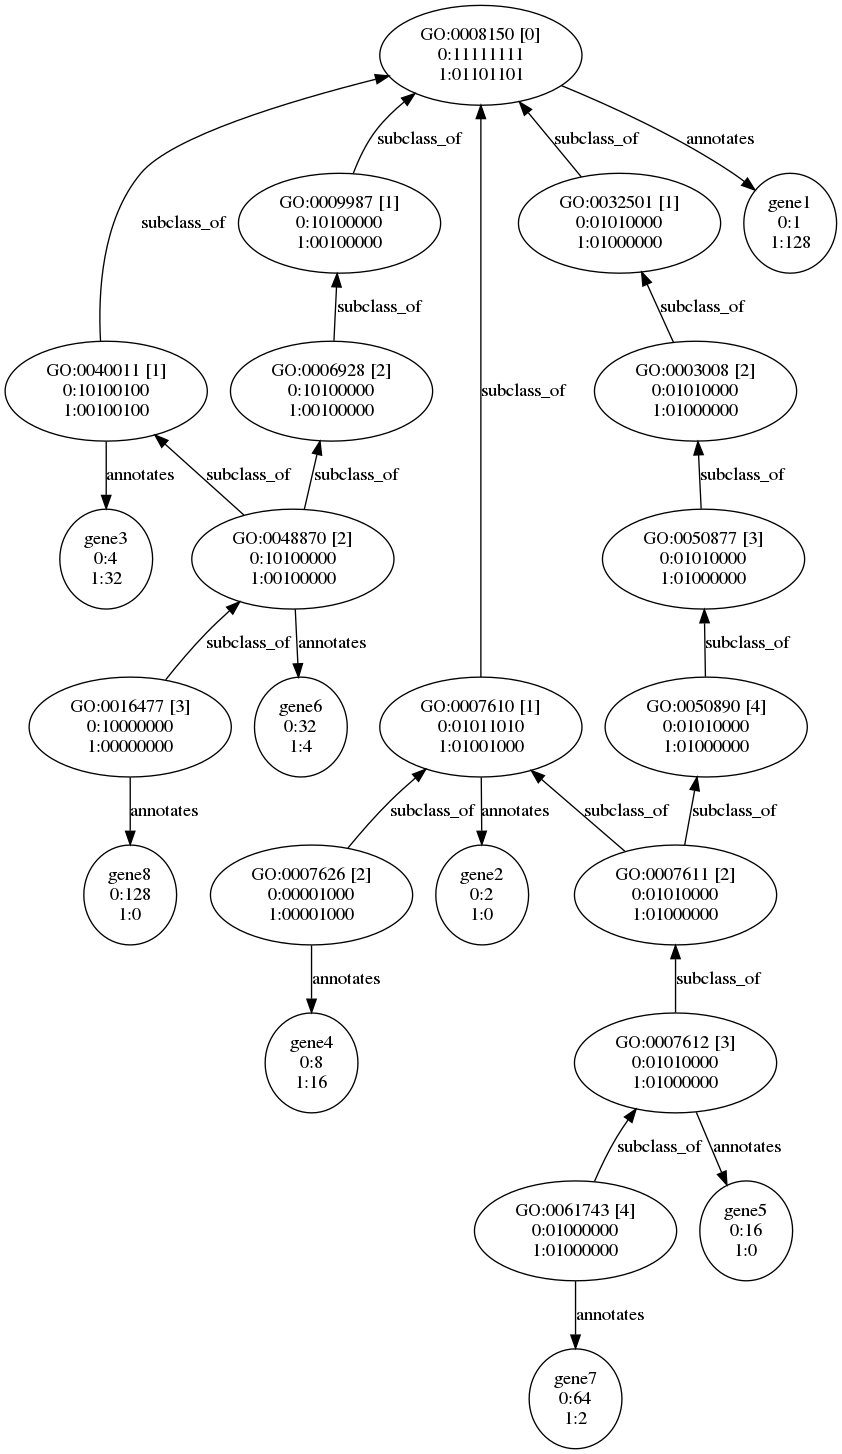 GO:0008150 [0]
0:11111111
1:01101101
subclass_of
subclass_of
annotates
subclass_of
GO:0009987 [1]
0:10100000
1:00100000
GO:0032501 [1]
0:01010000
1:01000000
gene1
0:1
1:128
subclass_of
subclass_of
GO:0040011 [1]
0:10100100
1:00100100
GO:0006928 [2]
0:10100000
1:00100000
subclass_of
GO:0003008 [2]
0:01010000
1:01000000
annotates
subclass_of
subclass_of
subclass_of
gene3
0:4
1:32
GO:0048870 [2]
0:10100000
1:00100000
GO:0050877 [3]
0:01010000
1:01000000
subclass_of
annotates
subclass_of
GO:0016477 [3]
0:10000000
1:00000000
gene6
0:32
1:4
GO:0007610 [1]
0:01011010
1:01001000
GO:0050890 [4]
0:01010000
1:01000000
annotates
subclass_of
annotates
subclass_of
subclass_of
gene8
0:128
1:0
GO:0007626 [2]
0:00001000
1:00001000
gene2
0:2
1:0
GO:0007611 [2]
0:01010000
1:01000000
annotates
subclass_of
gene4
0:8
1:16
GO:0007612 [3]
0:01010000
1:01000000
subclass_of
annotates
GO:0061743 [4]
0:01000000
1:01000000
gene5
0:16
1:0
annotates
gene7
0:64
1:2